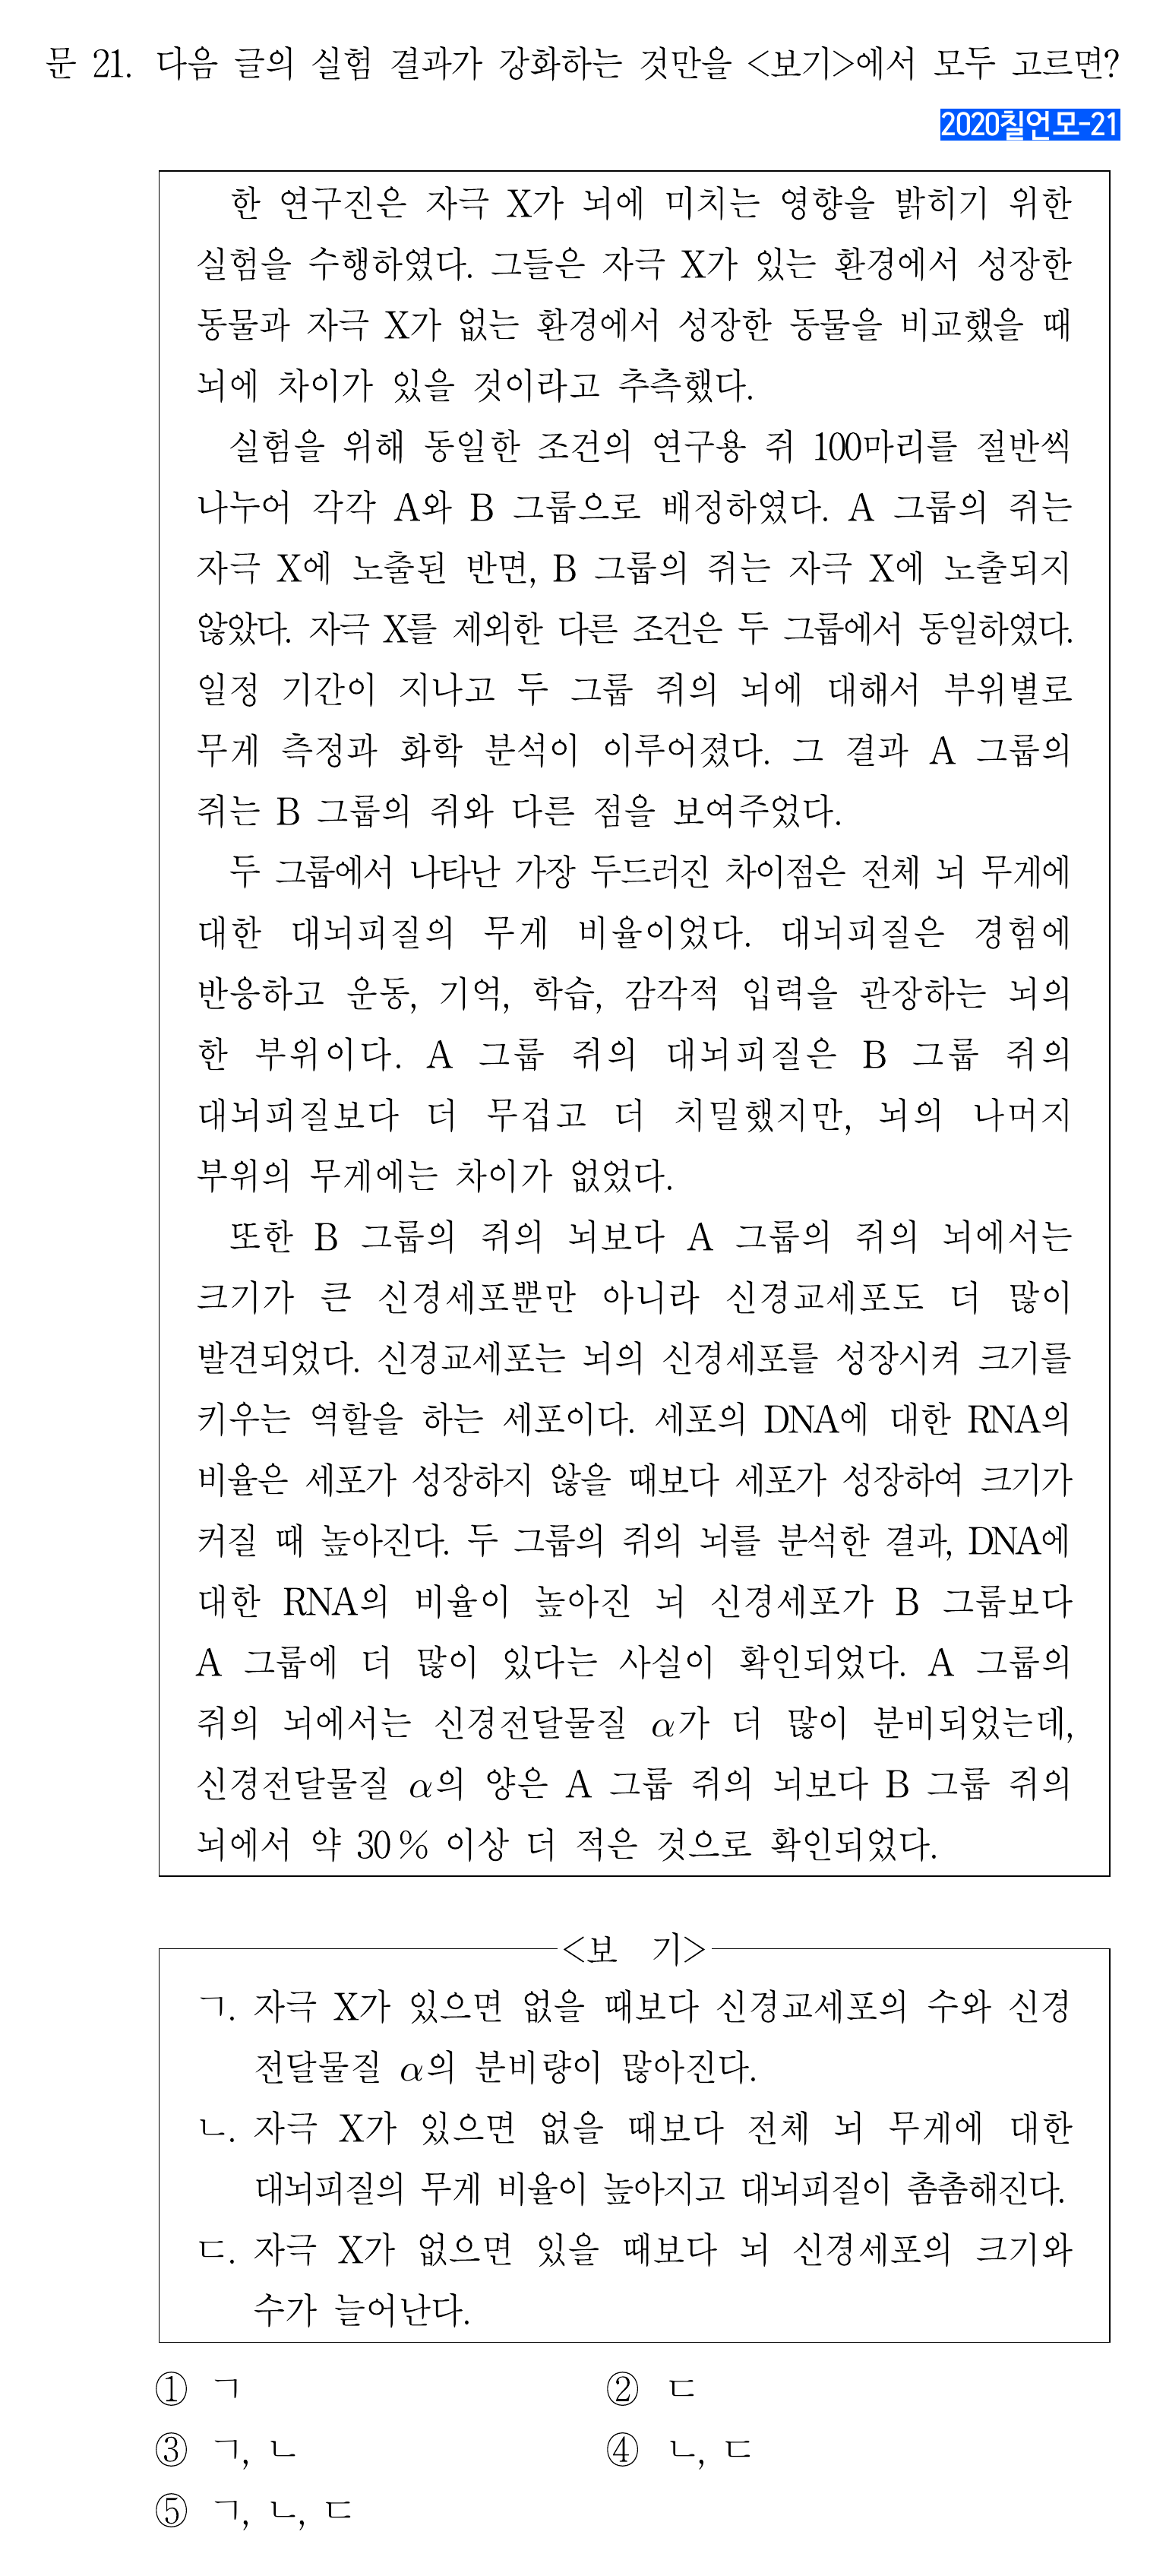 문 21. 다음 글의 실험 결과가 강화하는 것만을 <보기>에서 모두 고르면?
2020칠언모-21
한 연구진은 자극 X가 뇌에 미치는 영향을 밝히기 위한
실험을 수행하였다. 그들은 자극 X가 있는 환경에서 성장한
동물과 자극 X가 없는 환경에서 성장한 동물을 비교했을 때
뇌에 차이가 있을 것이라고 추측했다.
실험을 위해 동일한 조건의 연구용 쥐 100마리를 절반씩
나누어 각각 A와 B 그룹으로 배정하였다. A 그룹의 쥐는
자극 X에 노출된 반면, B 그룹의 쥐는 자극 X에 노출되지
않았다. 자극 X를 제외한 다른 조건은 두 그룹에서 동일하였다.
일정 기간이 지나고 두 그룹 쥐의 뇌에 대해서 부위별로
무게 측정과 화학 분석이 이루어졌다. 그 결과 A 그룹의
쥐는 B 그룹의 쥐와 다른 점을 보여주었다.
두 그룹에서 나타난 가장 두드러진 차이점은 전체 뇌 무게에
대한 대뇌피질의 무게 비율이었다. 대뇌피질은 경험에
반응하고 운동, 기억, 학습, 감각적 입력을 관장하는 뇌의
한 부위이다. A 그룹 쥐의 대뇌피질은 B 그룹 쥐의
대뇌피질보다 더 무겁고 더 치밀했지만, 뇌의 나머지
부위의 무게에는 차이가 없었다.
또한 B 그룹의 쥐의 뇌보다 A 그룹의 쥐의 뇌에서는
크기가 큰 신경세포뿐만 아니라 신경교세포도 더 많이
발견되었다. 신경교세포는 뇌의 신경세포를 성장시켜 크기를
키우는 역할을 하는 세포이다. 세포의 DNA에 대한 RNA의
비율은 세포가 성장하지 않을 때보다 세포가 성장하여 크기가
커질 때 높아진다. 두 그룹의 쥐의 뇌를 분석한 결과, DNA에
대한 RNA의 비율이 높아진 뇌 신경세포가 B 그룹보다
A 그룹에 더 많이 있다는 사실이 확인되었다. A 그룹의
쥐의 뇌에서는 신경전달물질 α가 더 많이 분비되었는데,
신경전달물질 α의 양은 A 그룹 쥐의 뇌보다 B 그룹 쥐의
뇌에서 약 30% 이상 더 적은 것으로 확인되었다.
<보 기>
ㄱ. 자극 X가 있으면 없을 때보다 신경교세포의 수와 신경
전달물질 α의 분비량이 많아진다.
ㄴ. 자극 X가 있으면 없을 때보다 전체 뇌 무게에 대한
대뇌피질의 무게 비율이 높아지고 대뇌피질이 촘촘해진다.
ㄷ. 자극 X가 없으면 있을 때보다 뇌 신경세포의 크기와
수가 늘어난다.
① ㄱ ② ㄷ
③ ㄱ, ㄴ ④ ㄴ, ㄷ
⑤ ㄱ, ㄴ, ㄷ